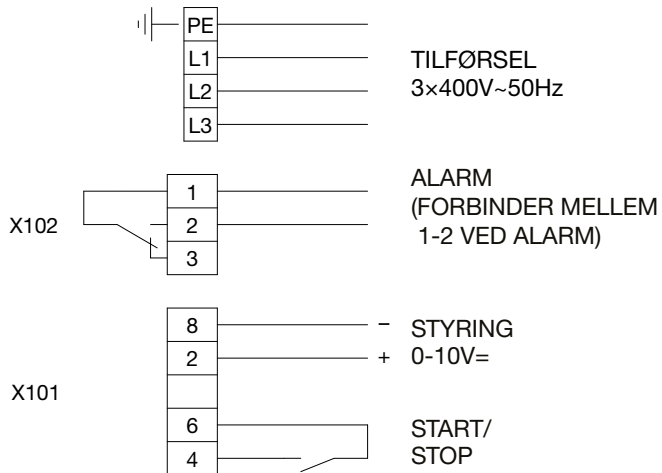 PE
L1
L2
L3
TILFØRSEL
3×400V~50Hz
X102
1
2
3
ALARM
(FORBINDER MELLEM
1-2 VED ALARM)
X101
8 −
2 +
6
4
STYRING
0-10V=
START/
STOP